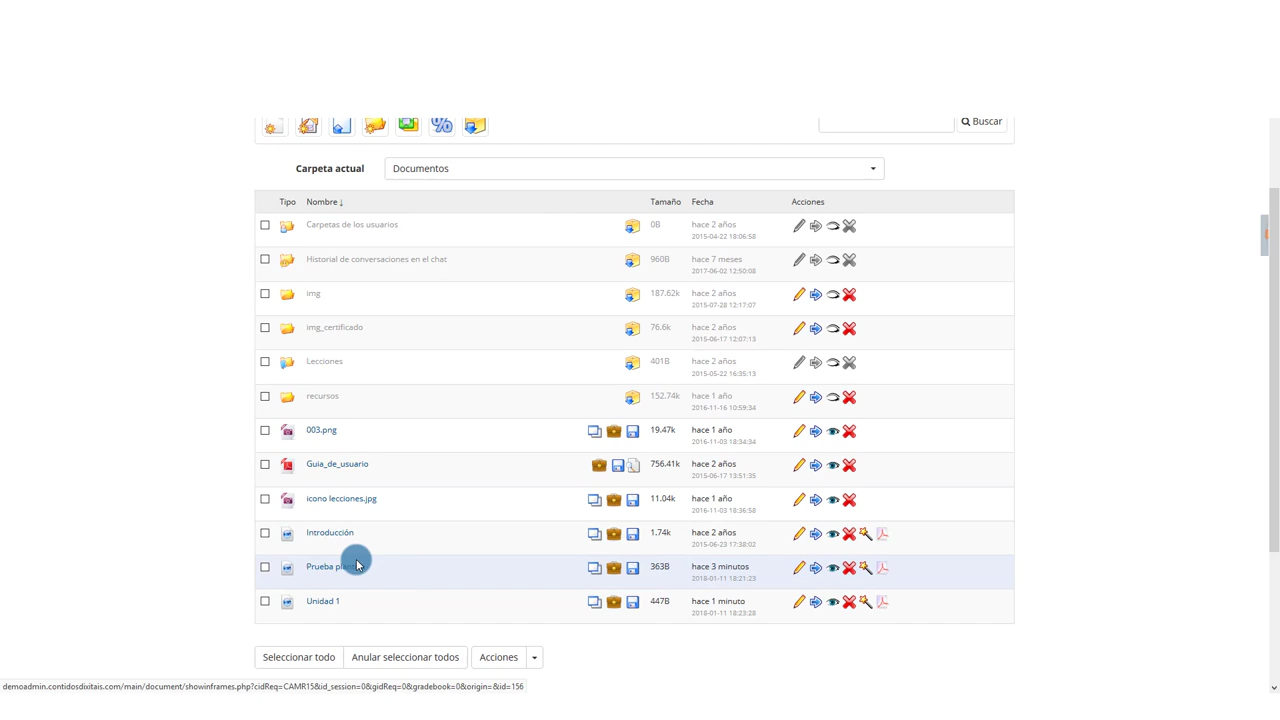 Buscar
Carpeta actual Documentos
Tipo Nombre ↓ Tamaño Fecha Acciones
Carpetas de los usuarios 0B hace 2 años
2015-04-22 18:06:58
Historial de conversaciones en el chat 960B hace 7 meses
2017-06-02 12:50:08
img 187.62k hace 2 años
2015-07-28 12:17:07
img_certificado 76.6k hace 2 años
2015-06-17 12:07:13
Lecciones 401B hace 2 años
2015-05-22 16:35:13
recursos 152.74k hace 1 año
2016-11-16 10:59:34
003.png 19.47k hace 1 año
2016-11-03 18:34:34
Guia_de_usuario 756.41k hace 2 años
2015-06-17 13:51:35
icono lecciones.jpg 11.04k hace 1 año
2016-11-03 18:36:58
Introducción 1.74k hace 2 años
2015-06-23 17:38:02
Prueba 363B hace 3 minutos
2018-01-11 18:21:23
Unidad 1 447B hace 1 minuto
2018-01-11 18:23:28
Seleccionar todo Anular seleccionar todos Acciones
demoadmin.contidosdixitais.com/main/document/showinframes.php?cidReq=CAMR15&id_session=0&gidReq=0&gradebook=0&origin=&id=156